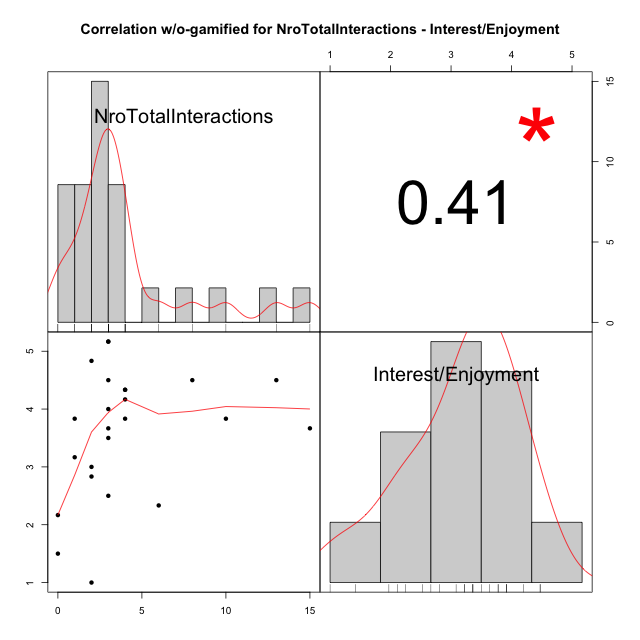 Correlation w/o-gamified for NroTotalInteractions - Interest/Enjoyment
1 2 3 4 5
NroTotalInteractions
*
0.41
15
10
5
0
5
4
3
2
1
Interest/Enjoyment
0 5 10 15